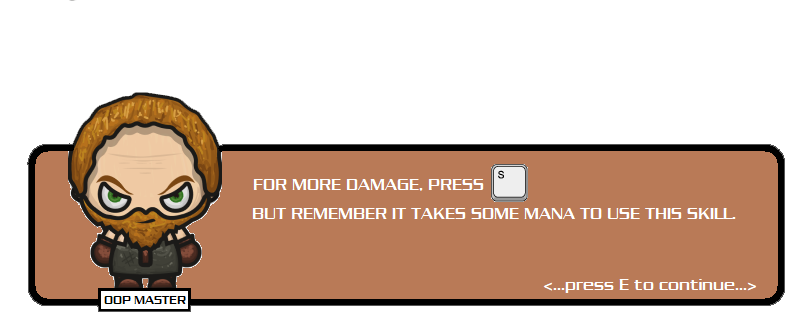 FOR MORE DAMAGE, PRESS S
BUT REMEMBER IT TAKES SOME MANA TO USE THIS SKILL.
<...press E to continue...>
OOP MASTER